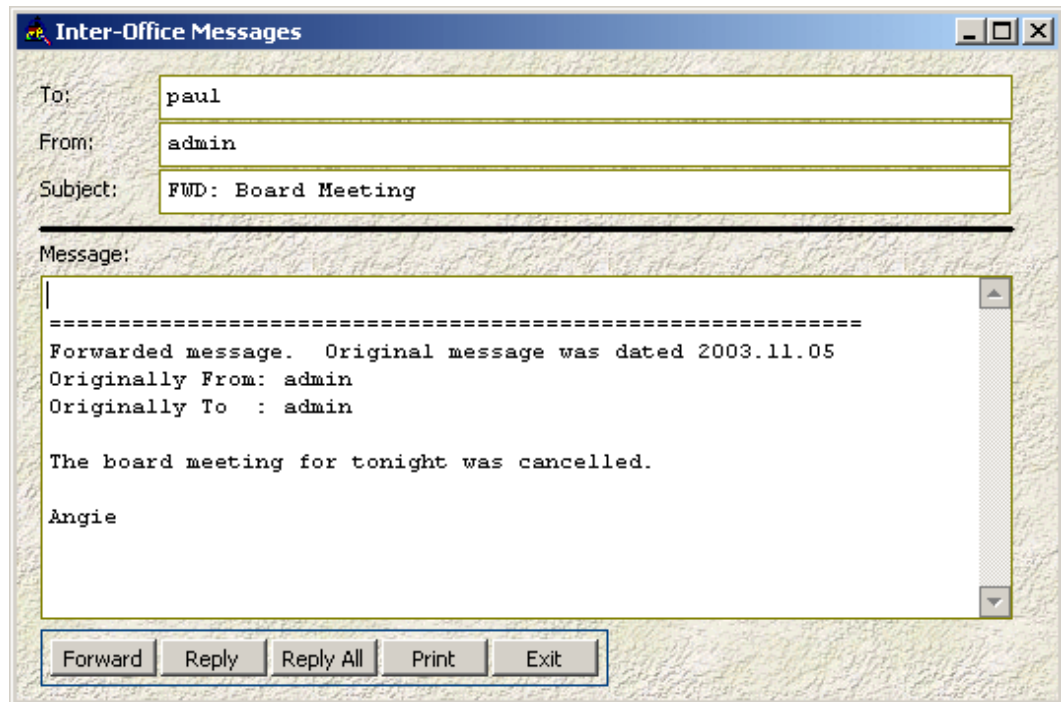 Inter-Office Messages
To: paul
From: admin
Subject: FWD: Board Meeting
Message:
===========================================================
Forwarded message.  Original message was dated 2003.11.05
Originally From: admin
Originally To  : admin
The board meeting for tonight was cancelled.
Angie
Forward Reply Reply All Print Exit